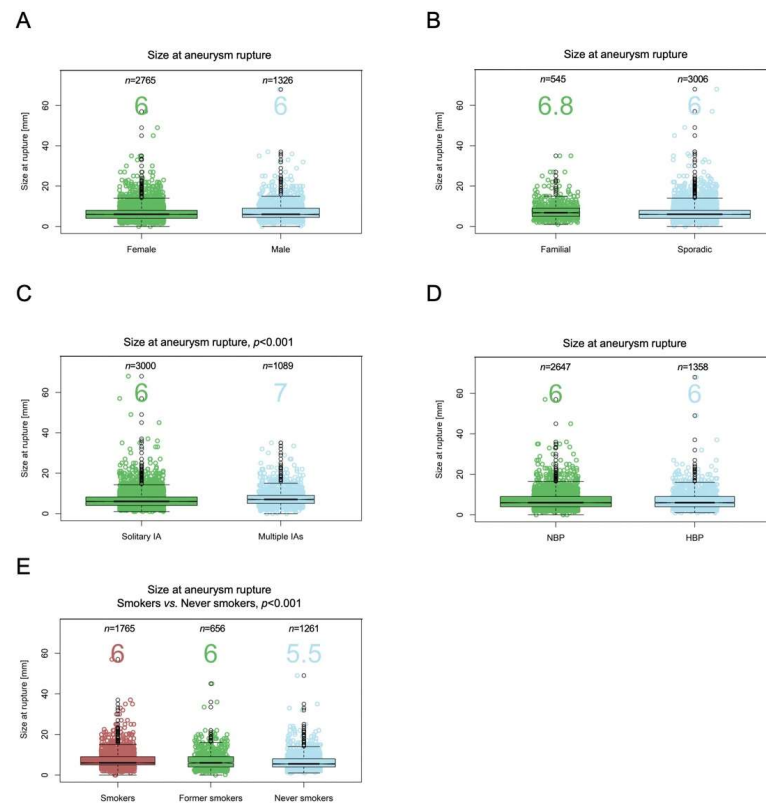 A
Size at aneurysm rupture
n=2765 n=1326
6 6
Size at rupture [mm]
60
40
20
0
Female Male
B
Size at aneurysm rupture
n=545 n=3006
6.8 6
Size at rupture [mm]
60
40
20
0
Familial Sporadic
C
Size at aneurysm rupture, p<0.001
n=3000 n=1089
6 7
Size at rupture [mm]
60
40
20
0
Solitary IA Multiple IAs
D
Size at aneurysm rupture
n=2647 n=1358
6 6
Size at rupture [mm]
60
40
20
0
NBP HBP
E
Size at aneurysm rupture
Smokers vs. Never smokers, p<0.001
n=1765 n=656 n=1261
6 6 5.5
Size at rupture [mm]
60
40
20
0
Smokers Former smokers Never smokers